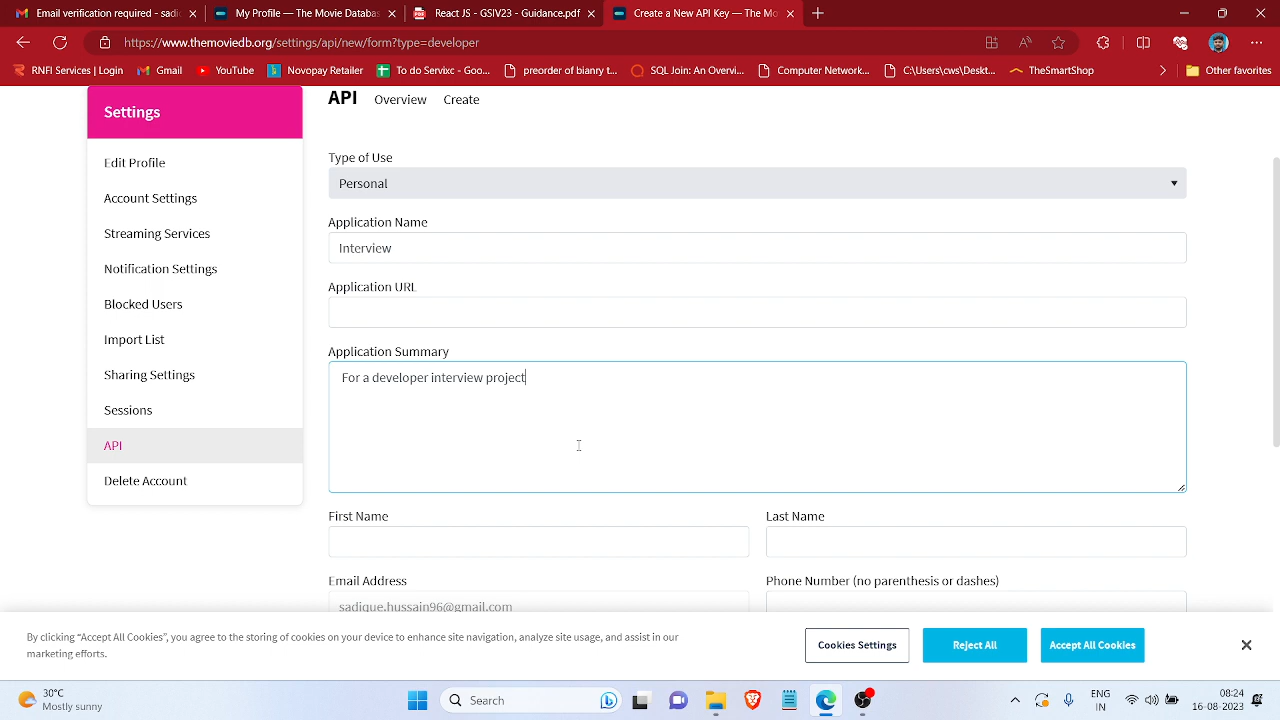 Email verification required - sadic
My Profile — The Movie Databas
React JS - GSIV23 - Guidance.pdf
Create a New API Key — The Mo
https://www.themoviedb.org/settings/api/new/form?type=developer
RNFI Services | Login
Gmail
YouTube
Novopay Retailer
To do Servixc - Goo...
preorder of bianry t...
SQL Join: An Overvi...
Computer Network...
C:\Users\cws\Deskt...
TheSmartShop
Other favorites
Settings
API Overview Create
Edit Profile
Account Settings
Streaming Services
Notification Settings
Blocked Users
Import List
Sharing Settings
Sessions
API
Delete Account
Type of Use
Personal
Application Name
Interview
Application URL
Application Summary
For a developer interview project
First Name Last Name
Email Address Phone Number (no parenthesis or dashes)
sadique.hussain96@gmail.com
By clicking “Accept All Cookies”, you agree to the storing of cookies on your device to enhance site navigation, analyze site usage, and assist in our
marketing efforts.
Cookies Settings
Reject All
Accept All Cookies
30°C
Mostly sunny
Search
ENG
IN
08:24
16-08-2023